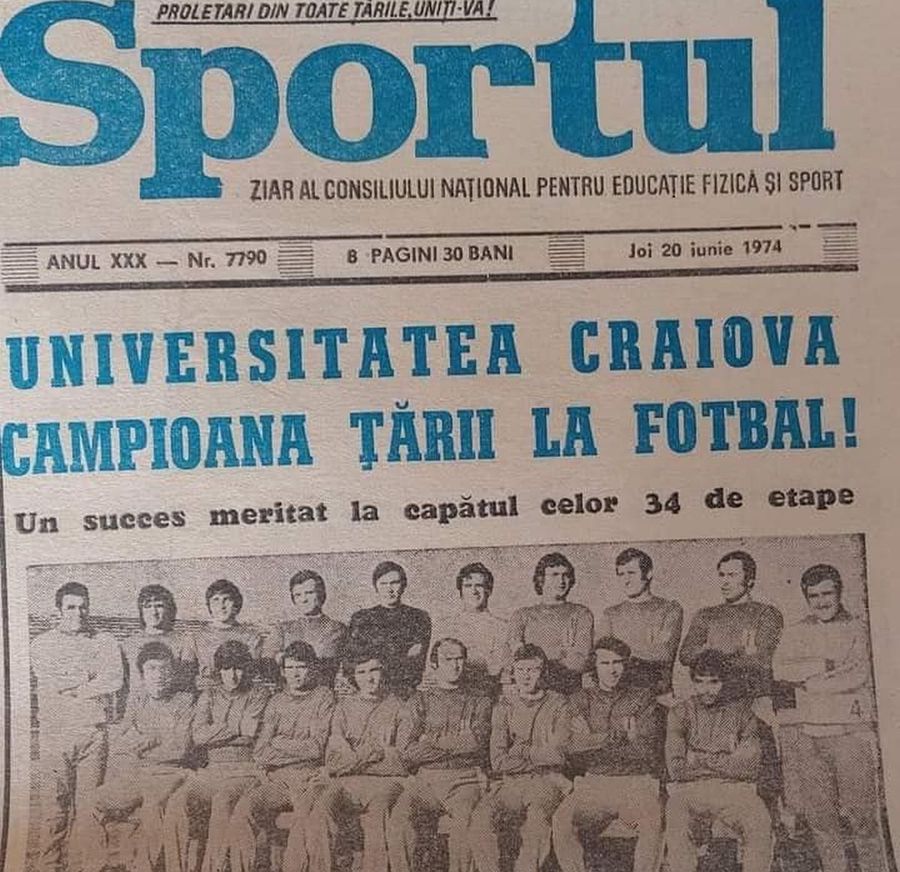 PROLETARI DIN TOATE ȚĂRILE, UNIȚI-VĂ!
Sportul
ZIAR AL CONSILIULUI NAȚIONAL PENTRU EDUCAȚIE FIZICĂ ȘI SPORT
ANUL XXX — Nr. 7790 8 PAGINI 30 BANI Joi 20 iunie 1974
UNIVERSITATEA CRAIOVA
CAMPIOANA ȚĂRII LA FOTBAL!
Un succes meritat la capătul celor 34 de etape
4